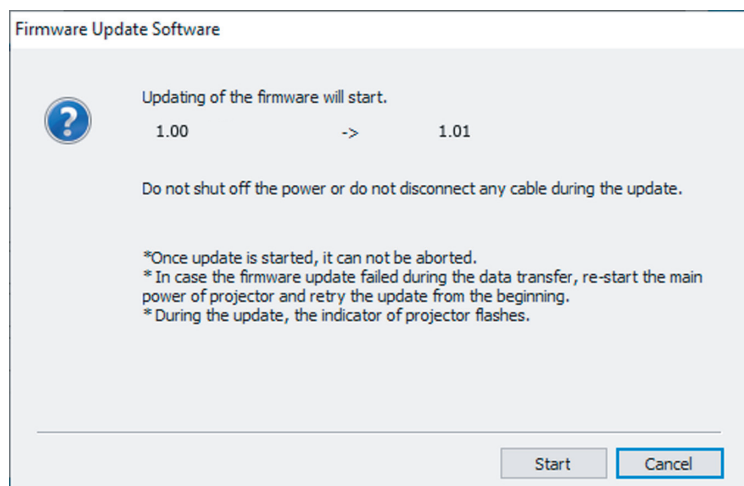 Firmware Update Software
Updating of the firmware will start.
1.00 -> 1.01
Do not shut off the power or do not disconnect any cable during the update.
*Once update is started, it can not be aborted.
* In case the firmware update failed during the data transfer, re-start the main
power of projector and retry the update from the beginning.
* During the update, the indicator of projector flashes.
Start Cancel